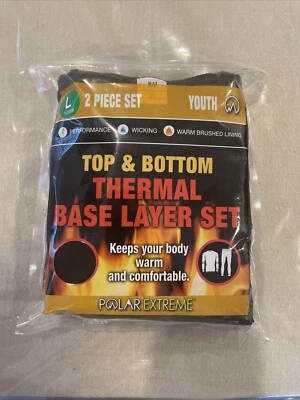 L
2 PIECE SET
YOUTH
PERFORMANCE
WICKING
WARM BRUSHED LINING
TOP & BOTTOM
THERMAL
BASE LAYER SET
Keeps your body
warm
and comfortable.
POLAR EXTREME